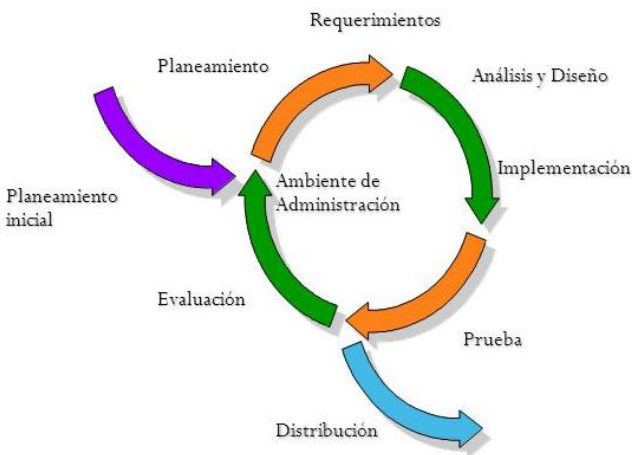 Requerimientos
Planeamiento
Análisis y Diseño
Implementación
Planeamiento
inicial
Ambiente de
Administración
Evaluación
Prueba
Distribución